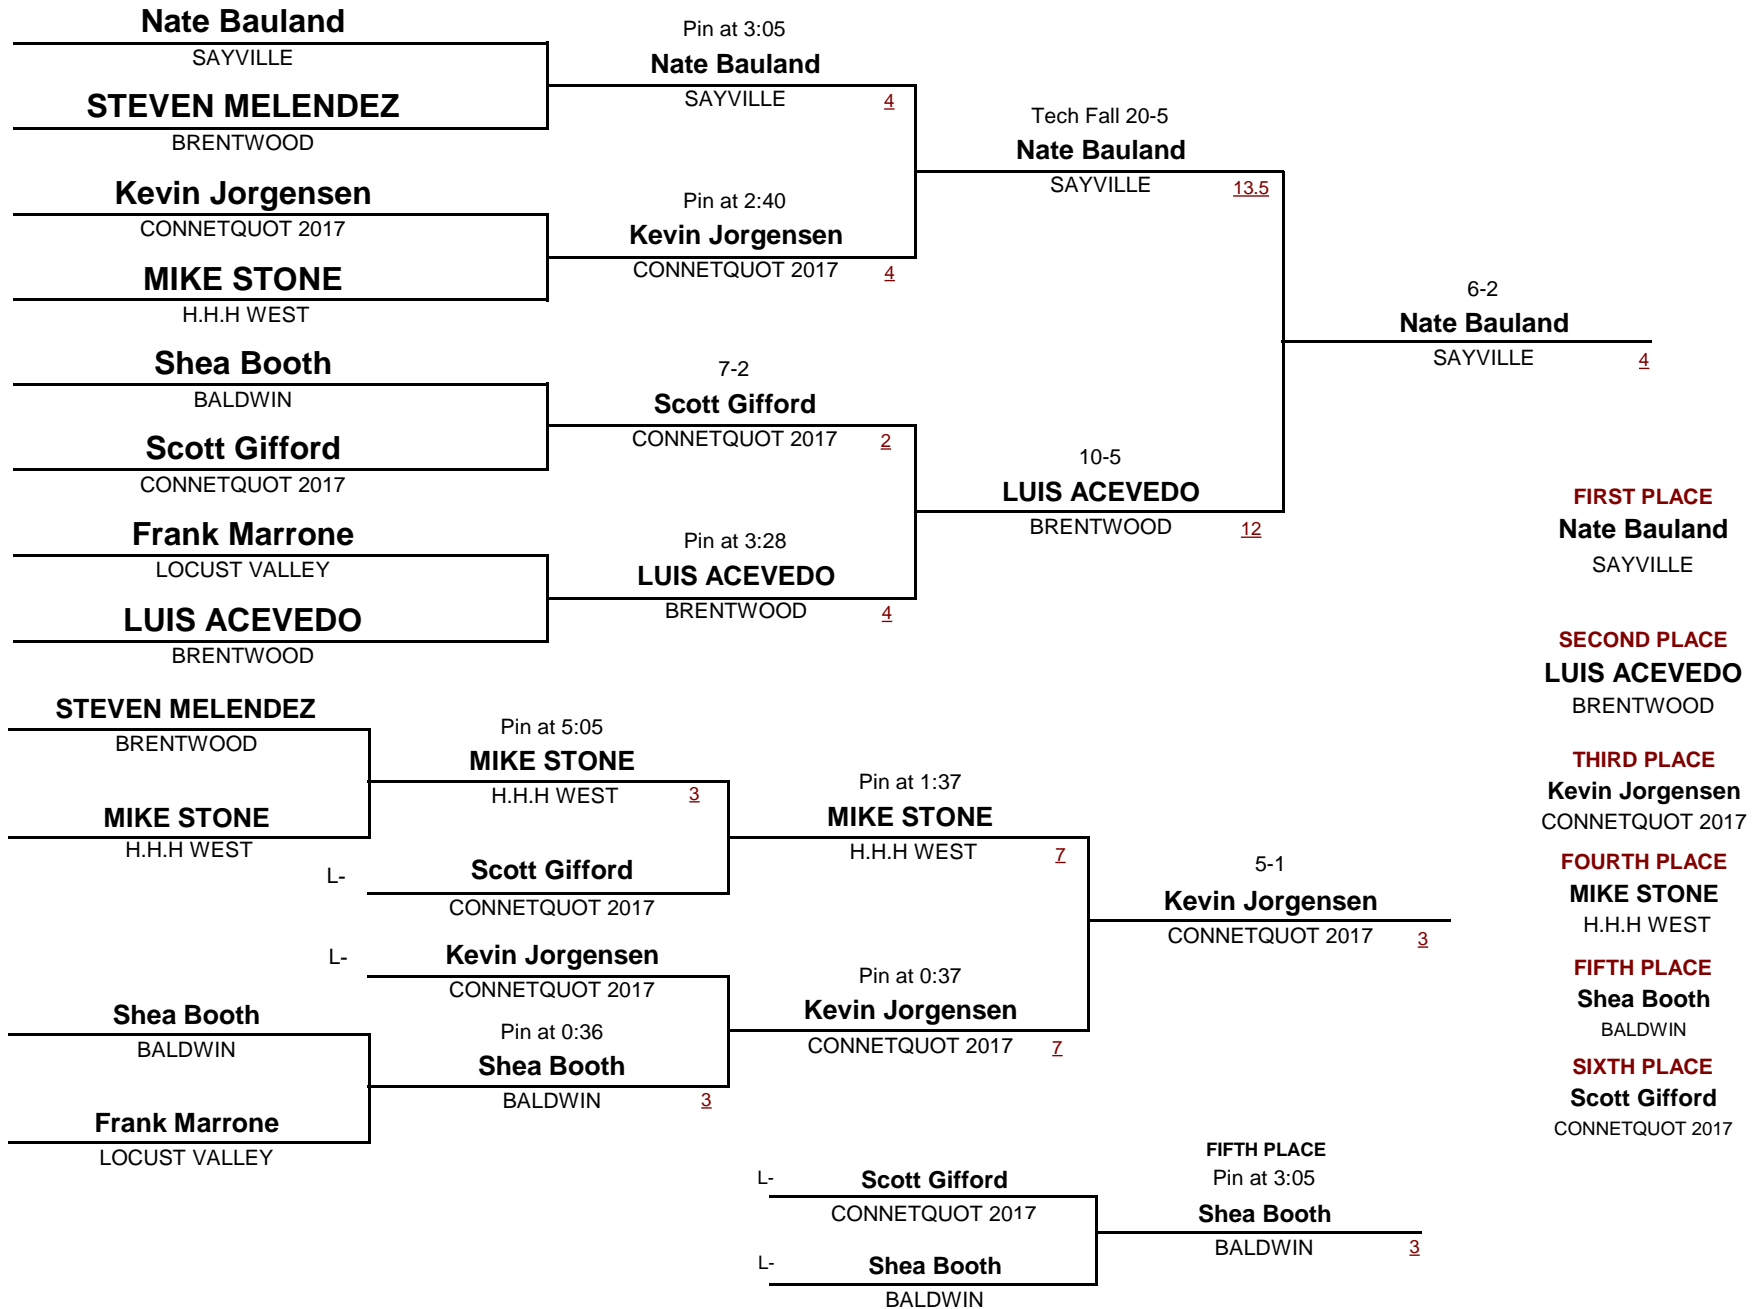 Nate Bauland
SAYVILLE
STEVEN MELENDEZ
BRENTWOOD
Kevin Jorgensen
CONNETQUOT 2017
MIKE STONE
H.H.H WEST
Shea Booth
BALDWIN
Scott Gifford
CONNETQUOT 2017
Frank Marrone
LOCUST VALLEY
LUIS ACEVEDO
BRENTWOOD
Pin at 3:05
Nate Bauland
SAYVILLE 4
Pin at 2:40
Kevin Jorgensen
CONNETQUOT 2017 4
7-2
Scott Gifford
CONNETQUOT 2017 2
Pin at 3:28
LUIS ACEVEDO
BRENTWOOD 4
Tech Fall 20-5
Nate Bauland
SAYVILLE 13.5
10-5
LUIS ACEVEDO
BRENTWOOD 12
6-2
Nate Bauland
SAYVILLE 4
STEVEN MELENDEZ
BRENTWOOD
MIKE STONE
H.H.H WEST
Shea Booth
BALDWIN
Frank Marrone
LOCUST VALLEY
Pin at 5:05
MIKE STONE
H.H.H WEST 3
L- Scott Gifford
CONNETQUOT 2017
L- Kevin Jorgensen
CONNETQUOT 2017
Pin at 0:36
Shea Booth
BALDWIN 3
Pin at 1:37
MIKE STONE
H.H.H WEST 7
Pin at 0:37
Kevin Jorgensen
CONNETQUOT 2017 7
5-1
Kevin Jorgensen
CONNETQUOT 2017 3
L- Scott Gifford
CONNETQUOT 2017
L- Shea Booth
BALDWIN
FIFTH PLACE
Pin at 3:05
Shea Booth
BALDWIN 3
FIRST PLACE
Nate Bauland
SAYVILLE
SECOND PLACE
LUIS ACEVEDO
BRENTWOOD
THIRD PLACE
Kevin Jorgensen
CONNETQUOT 2017
FOURTH PLACE
MIKE STONE
H.H.H WEST
FIFTH PLACE
Shea Booth
BALDWIN
SIXTH PLACE
Scott Gifford
CONNETQUOT 2017